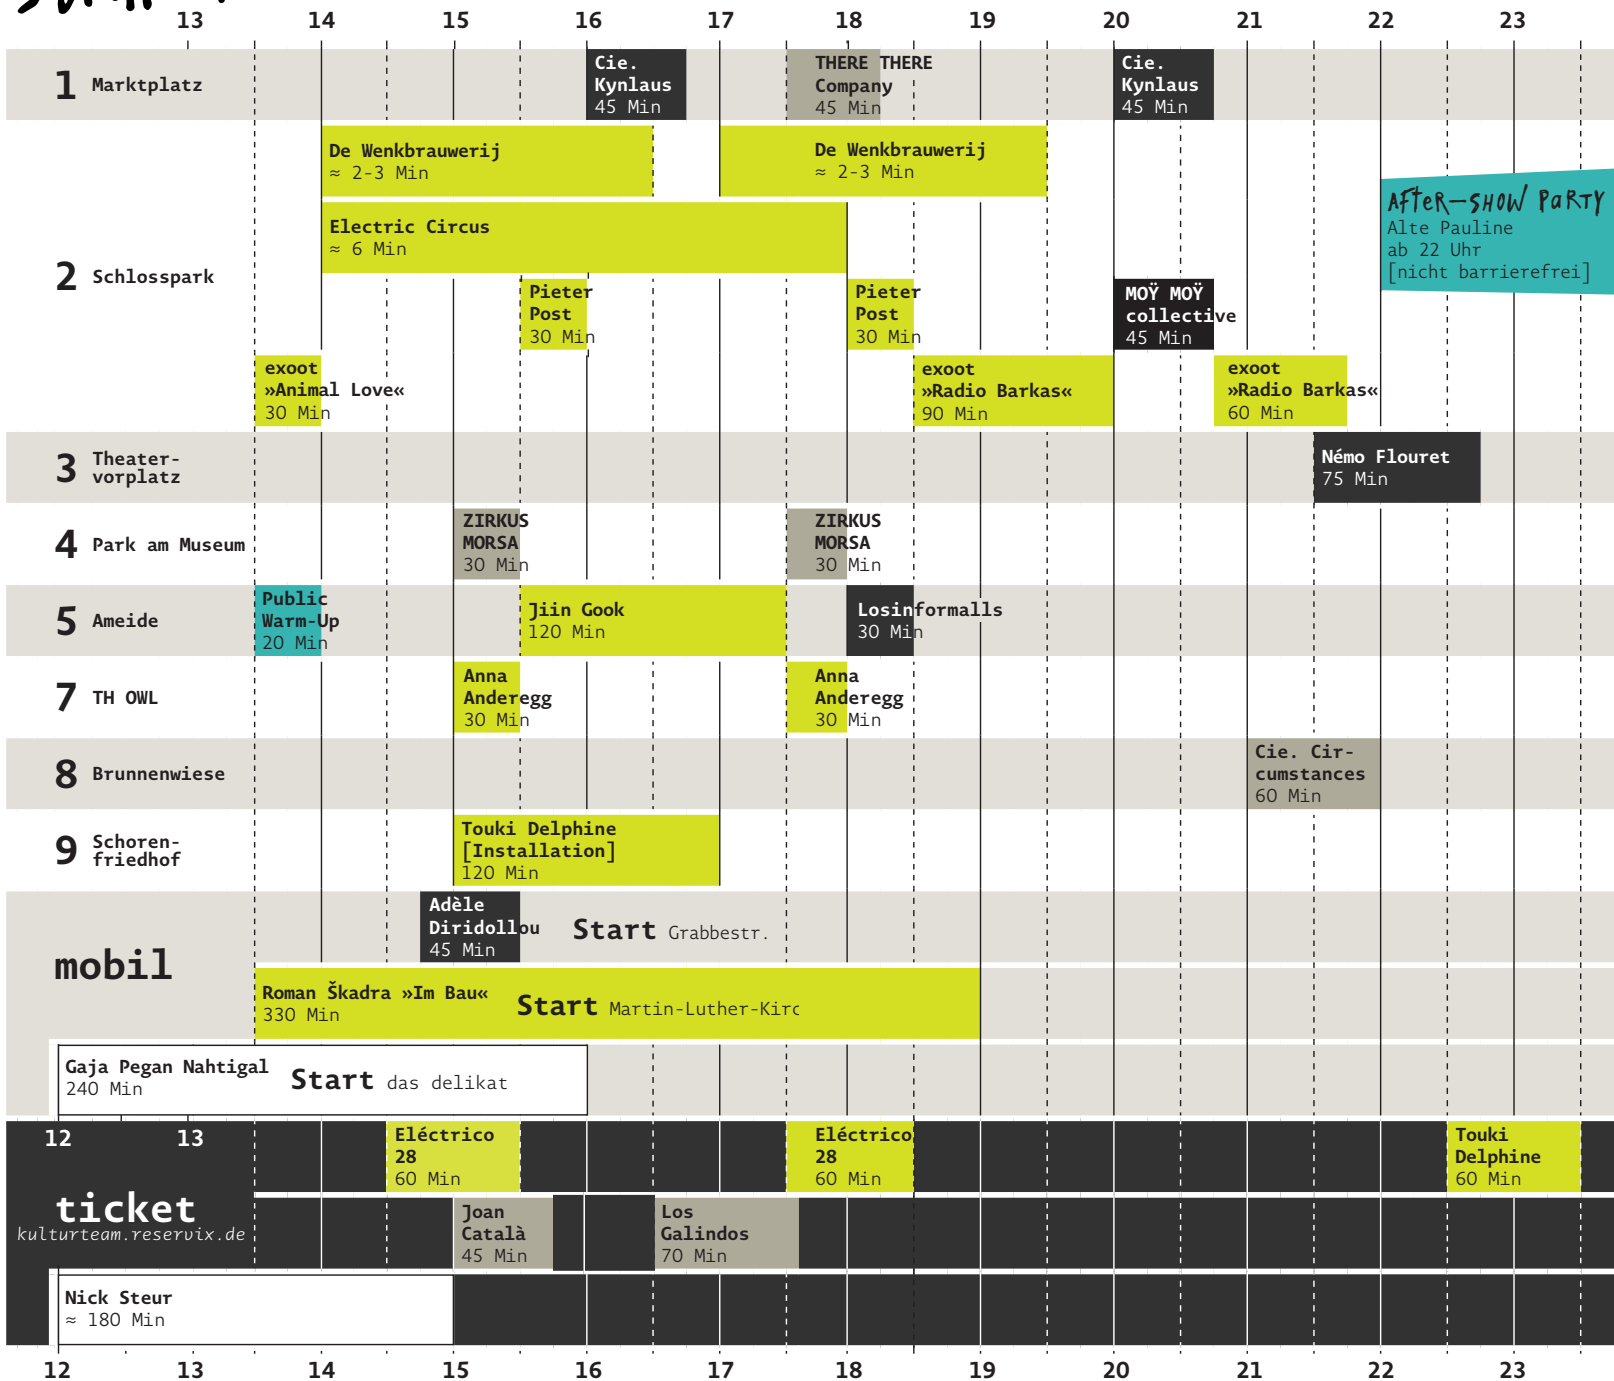 13 14 15 16 17 18 19 20 21 22 23
1 Marktplatz
Cie.
Kynlaus
45 Min
THERE THERE
Company
45 Min
Cie.
Kynlaus
45 Min
2 Schlosspark
De Wenkbrauwerij
≈ 2-3 Min
De Wenkbrauwerij
≈ 2-3 Min
Electric Circus
≈ 6 Min
AFTER-SHOW PARTY
Alte Pauline
ab 22 Uhr
[nicht barrierefrei]
Pieter
Post
30 Min
Pieter
Post
30 Min
MOŸ MOŸ
collective
45 Min
exoot
»Animal Love«
30 Min
exoot
»Radio Barkas«
90 Min
exoot
»Radio Barkas«
60 Min
3 Theater-
vorplatz
Némo Flouret
75 Min
4 Park am Museum
ZIRKUS
MORSA
30 Min
ZIRKUS
MORSA
30 Min
5 Ameide
Public
Warm-Up
20 Min
Jiin Gook
120 Min
Losinformalls
30 Min
7 TH OWL
Anna
Anderegg
30 Min
Anna
Anderegg
30 Min
8 Brunnenwiese
Cie. Cir-
cumstances
60 Min
9 Schoren-
friedhof
Touki Delphine
[Installation]
120 Min
mobil
Adèle
Diridollou
45 Min
Start Grabbestr.
Roman Škadra »Im Bau«
330 Min
Start Martin-Luther-Kirc
Gaja Pegan Nahtigal
240 Min
Start das delikat
12 13
ticket
kulturteam.reservix.de
Eléctrico
28
60 Min
Eléctrico
28
60 Min
Touki
Delphine
60 Min
Joan
Català
45 Min
Los
Galindos
70 Min
Nick Steur
≈ 180 Min
12 13 14 15 16 17 18 19 20 21 22 23